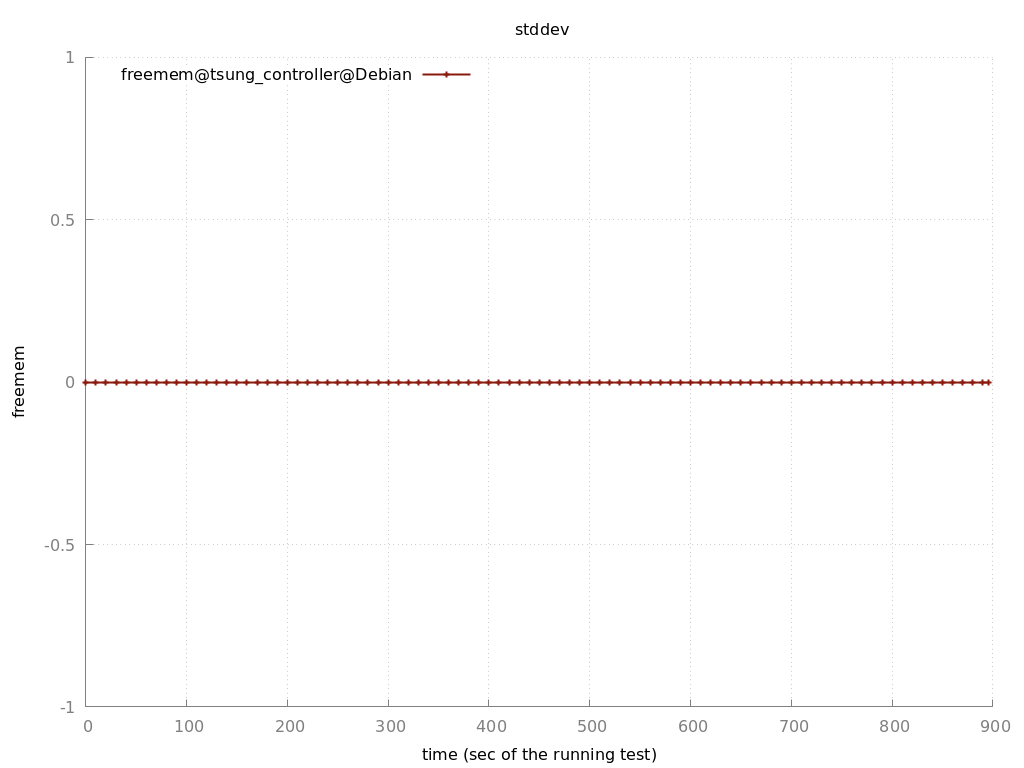 stddev
freemem@tsung_controller@Debian
1
0.5
0
-0.5
-1
freemem
0 100 200 300 400 500 600 700 800 900
time (sec of the running test)